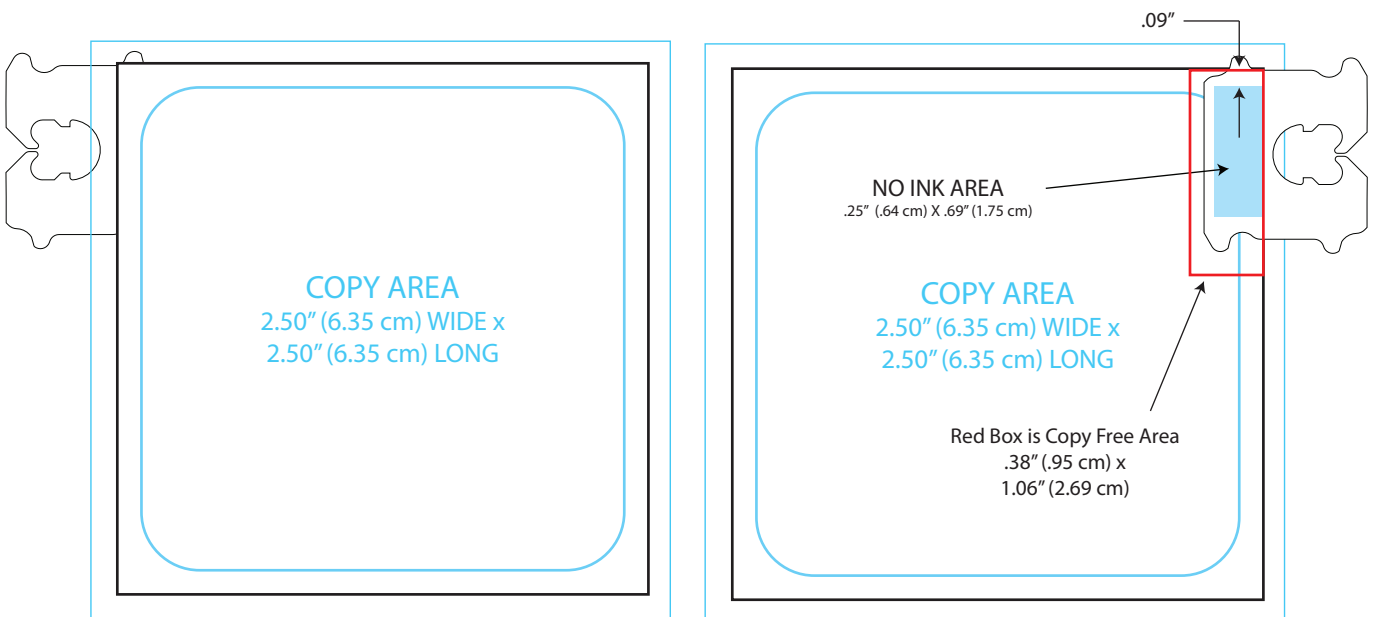 .09”
COPY AREA
2.50” (6.35 cm) WIDE x
2.50” (6.35 cm) LONG
NO INK AREA
.25” (.64 cm) X .69” (1.75 cm)
COPY AREA
2.50” (6.35 cm) WIDE x
2.50” (6.35 cm) LONG
Red Box is Copy Free Area
.38” (.95 cm) x
1.06” (2.69 cm)